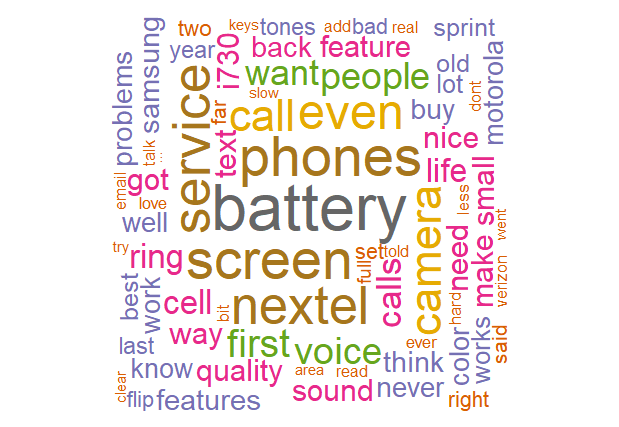 two
keys
tones
add
bad
real
sprint
year
i730
back
feature
samsung
problems
slow
want
people
old
lot
dont
motorola
service
far
call
even
buy
talk
...
text
phones
nice
life
got
email
love
well
battery
camera
less
small
need
make
went
verizon
try
ring
screen
set
told
full
calls
best
work
cell
bit
nextel
hard
said
way
first
voice
ever
color
works
last
know
quality
area
read
think
never
clear
flip
features
sound
right